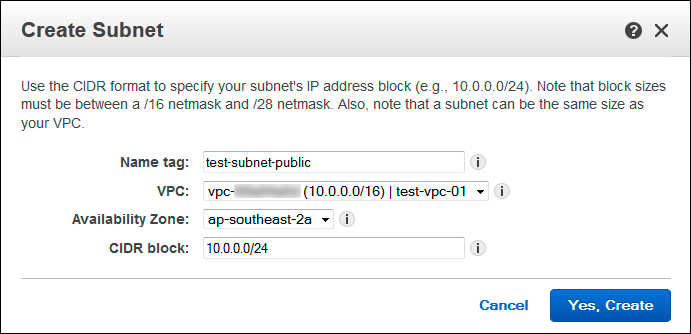 Create Subnet
Use the CIDR format to specify your subnet's IP address block (e.g., 10.0.0.0/24). Note that block sizes
must be between a /16 netmask and /28 netmask. Also, note that a subnet can be the same size as
your VPC.
Name tag: test-subnet-public
VPC: vpc- (10.0.0.0/16) | test-vpc-01
Availability Zone: ap-southeast-2a
CIDR block: 10.0.0.0/24
Cancel Yes, Create